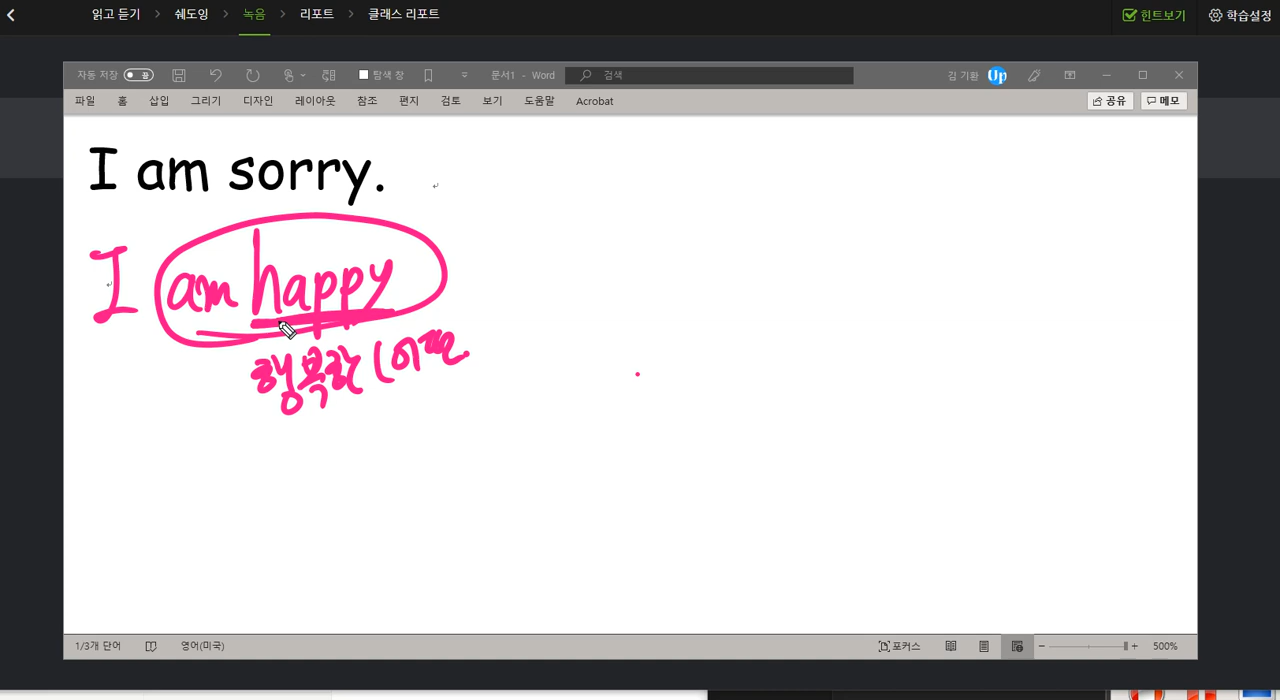 읽고 듣기 > 쉐도잉 > 녹음 > 리포트 > 클래스 리포트 힌트보기 학습설정
자동 저장 끔 탐색 창 문서1 - Word 검색 김 기환 Up
파일 홈 삽입 그리기 디자인 레이아웃 참조 편지 검토 보기 도움말 Acrobat 공유 메모
I am sorry.
I am happy
행복한
1/3개 단어 영어(미국) 포커스 500%